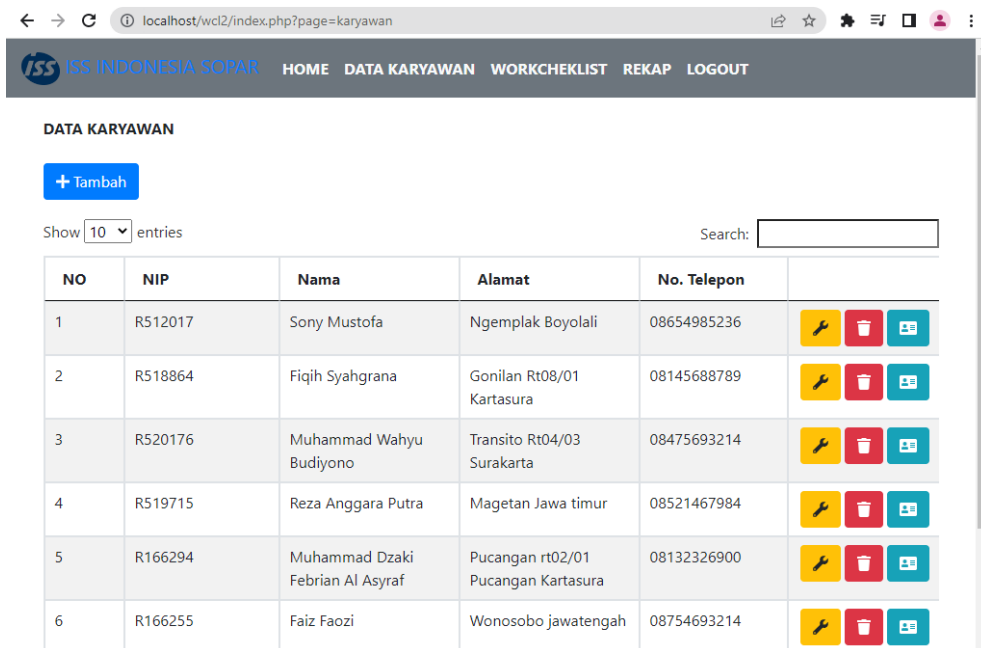 localhost/wcl2/index.php?page=karyawan
ISS ISS INDONESIA SOPAR HOME DATA KARYAWAN WORKCHEKLIST REKAP LOGOUT
DATA KARYAWAN
+ Tambah
Show 10 entries Search:
NO NIP Nama Alamat No. Telepon
1 R512017 Sony Mustofa Ngemplak Boyolali 08654985236
2 R518864 Fiqih Syahgrana Gonilan Rt08/01 08145688789
Kartasura
3 R520176 Muhammad Wahyu Transito Rt04/03 08475693214
Budiyono Surakarta
4 R519715 Reza Anggara Putra Magetan Jawa timur 08521467984
5 R166294 Muhammad Dzaki Pucangan rt02/01 08132326900
Febrian Al Asyraf Pucangan Kartasura
6 R166255 Faiz Faozi Wonosobo jawatengah 08754693214